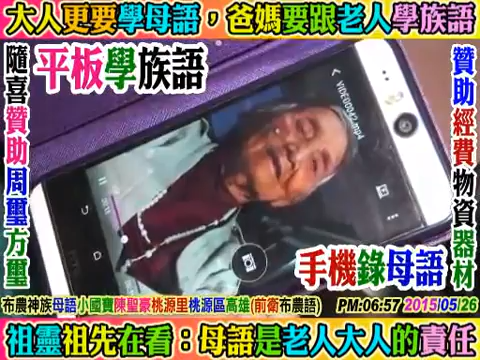 大人更要學母語，爸媽要跟老人學族語
隨喜贊助周璽方璽
平板學族語
贊助經費物資器材
VIDEO0042.mp4
手機錄母語
布農神族母語小國寶陳聖豪桃源里桃源區高雄(前衛布農語)
PM:06:57 2015/05/26
祖靈祖先在看：母語是老人大人的責任